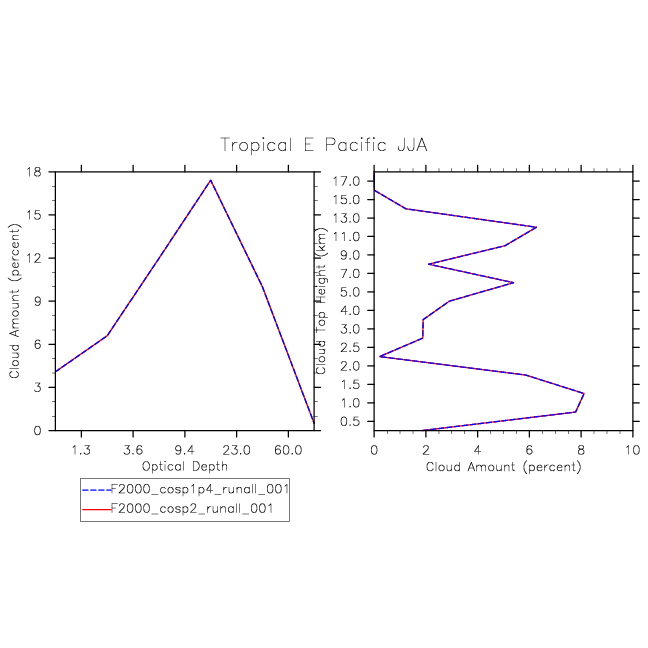 Tropical E Pacific JJA
Cloud Amount (percent)
18
15
12
9
6
3
0
1.3 3.6 9.4 23.0 60.0
Optical Depth
Cloud Top Height (km)
17.0
15.0
13.0
11.0
9.0
7.0
5.0
4.0
3.0
2.5
2.0
1.5
1.0
0.5
0 2 4 6 8 10
Cloud Amount (percent)
F2000_cosp1p4_runall_001
F2000_cosp2_runall_001